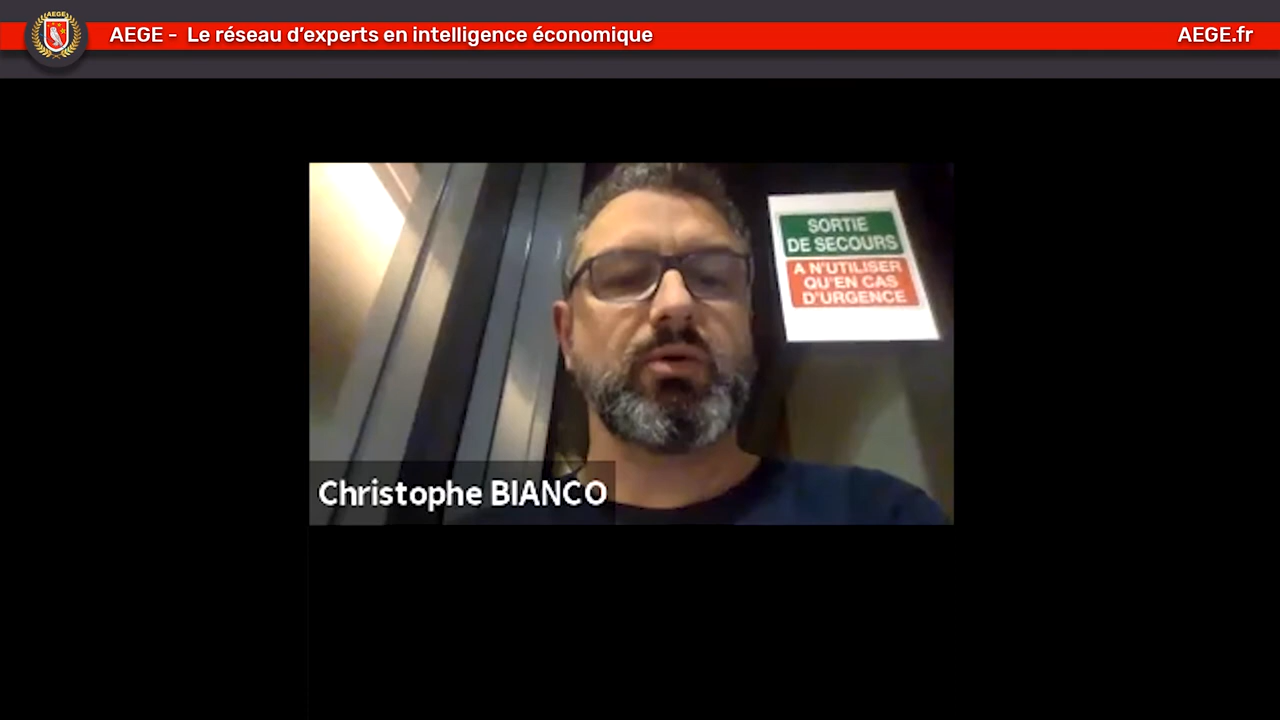 AEGE
AEGE - Le réseau d’experts en intelligence économique
AEGE.fr
SORTIE
DE SECOURS
A N'UTILISER
QU'EN CAS
D'URGENCE
Christophe BIANCO